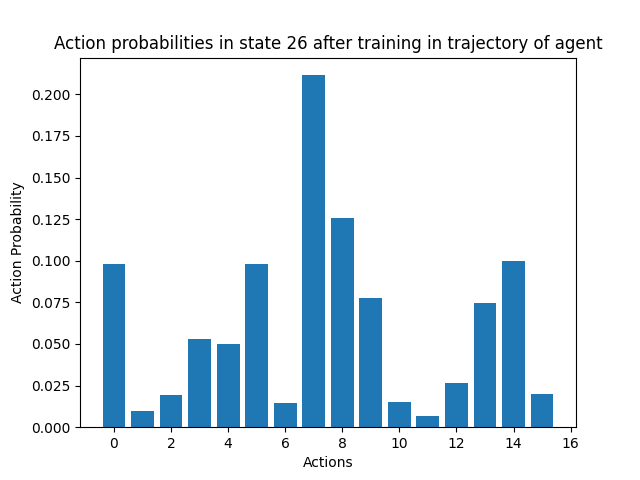 Action probabilities in state 26 after training in trajectory of agent
0.200
0.175
0.150
0.125
0.100
0.075
0.050
0.025
0.000
Action Probability
0 2 4 6 8 10 12 14 16
Actions